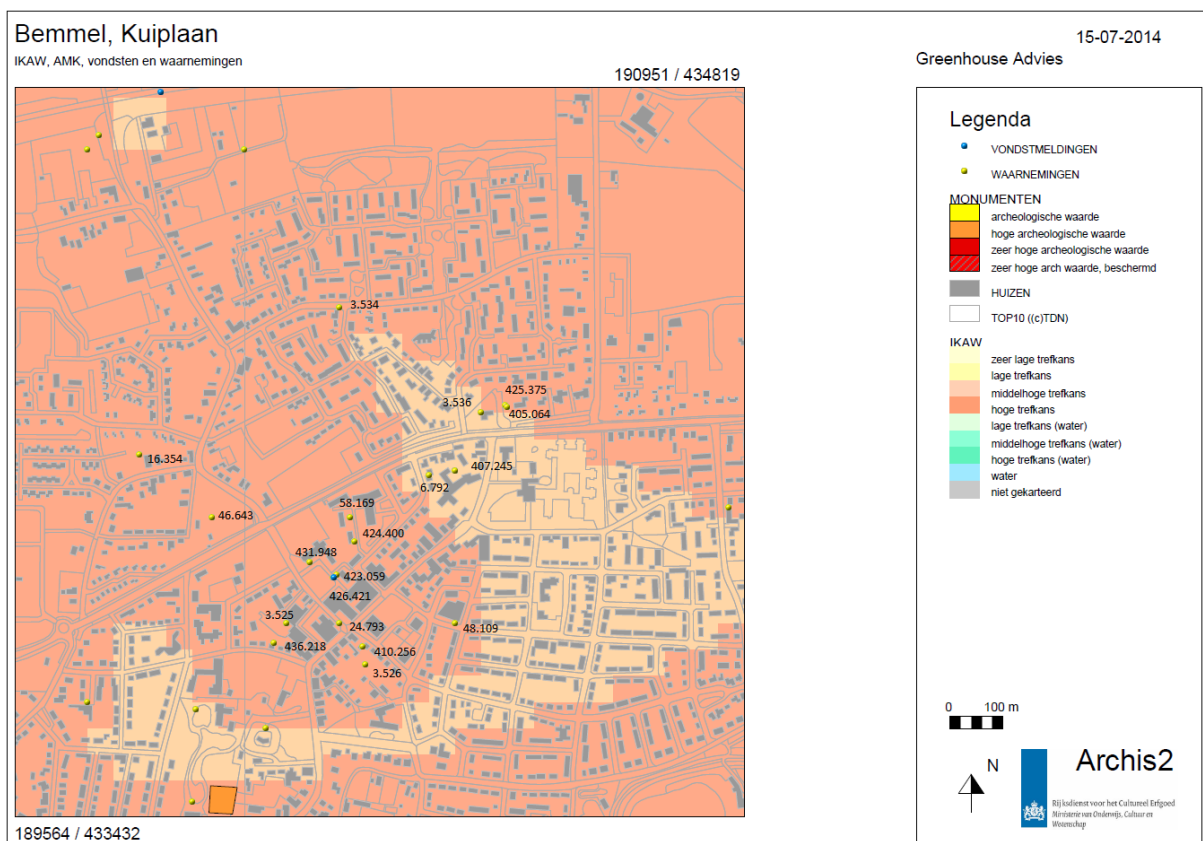 Bemmel, Kuiplaan
IKAW, AMK, vondsten en waarnemingen
190951 / 434819
15-07-2014
Greenhouse Advies
3.534
425.375
3.536
405.064
16.354
407.245
6.792
46.643
58.169
424.400
431.948
423.059
426.421
3.525
24.793
48.109
436.218
410.256
3.526
189564 / 433432
Legenda
VONDSTMELDINGEN
WAARNEMINGEN
MONUMENTEN
archeologische waarde
hoge archeologische waarde
zeer hoge archeologische waarde
zeer hoge arch waarde, beschermd
HUIZEN
TOP10 ((c)TDN)
IKAW
zeer lage trefkans
lage trefkans
middelhoge trefkans
hoge trefkans
lage trefkans (water)
middelhoge trefkans (water)
hoge trefkans (water)
water
niet gekarteerd
0 100 m
N
Archis2
Rijksdienst voor het Cultureel Erfgoed
Ministerie van Onderwijs, Cultuur en
Wetenschap